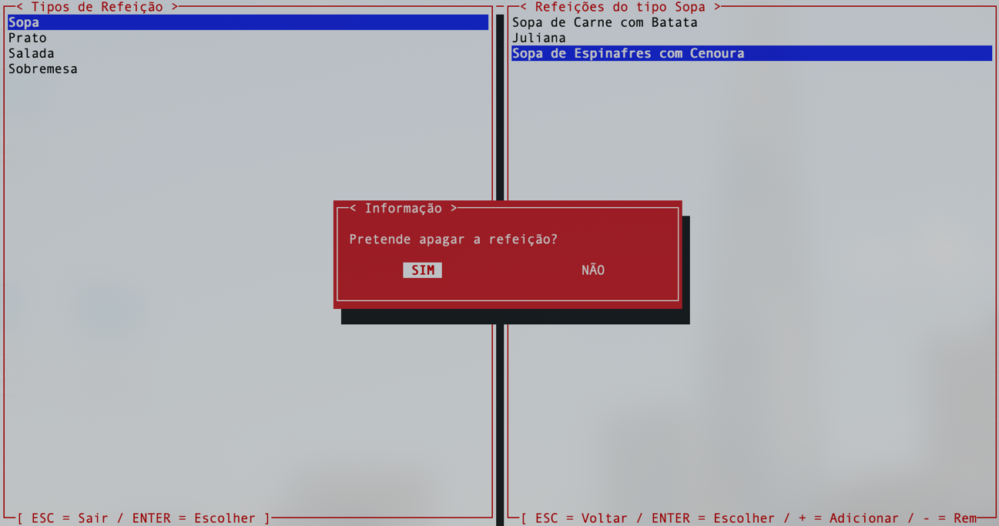 < Tipos de Refeição >
Sopa
Prato
Salada
Sobremesa
[ ESC = Sair / ENTER = Escolher ]
< Refeições do tipo Sopa >
Sopa de Carne com Batata
Juliana
Sopa de Espinafres com Cenoura
[ ESC = Voltar / ENTER = Escolher / + = Adicionar / - = Rem
< Informação >
Pretende apagar a refeição?
SIM NÃO